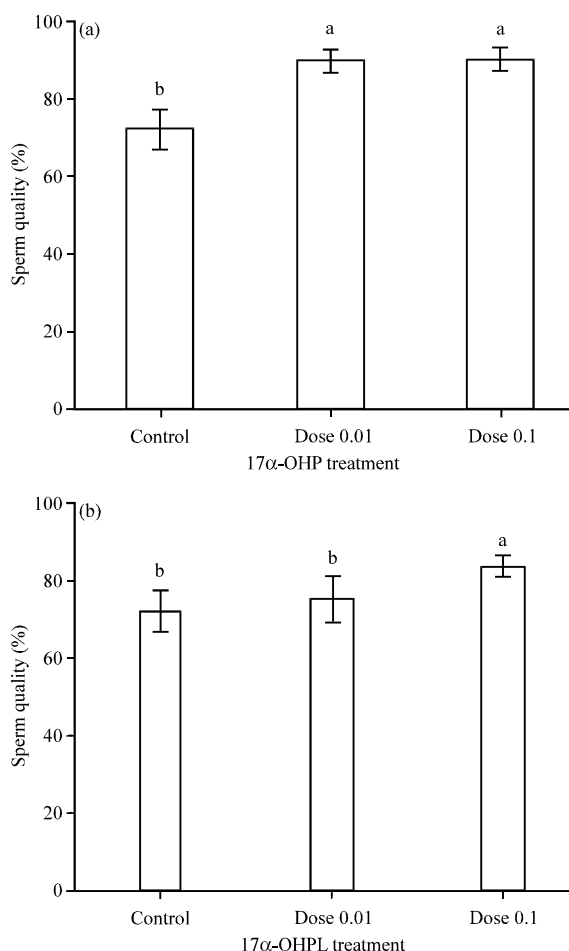 (a)
100
80
60
40
20
0
Sperm quality (%)
b
a
a
Control Dose 0.01 Dose 0.1
17α-OHP treatment
(b)
100
80
60
40
20
0
Sperm quality (%)
b
b
a
Control Dose 0.01 Dose 0.1
17α-OHPL treatment